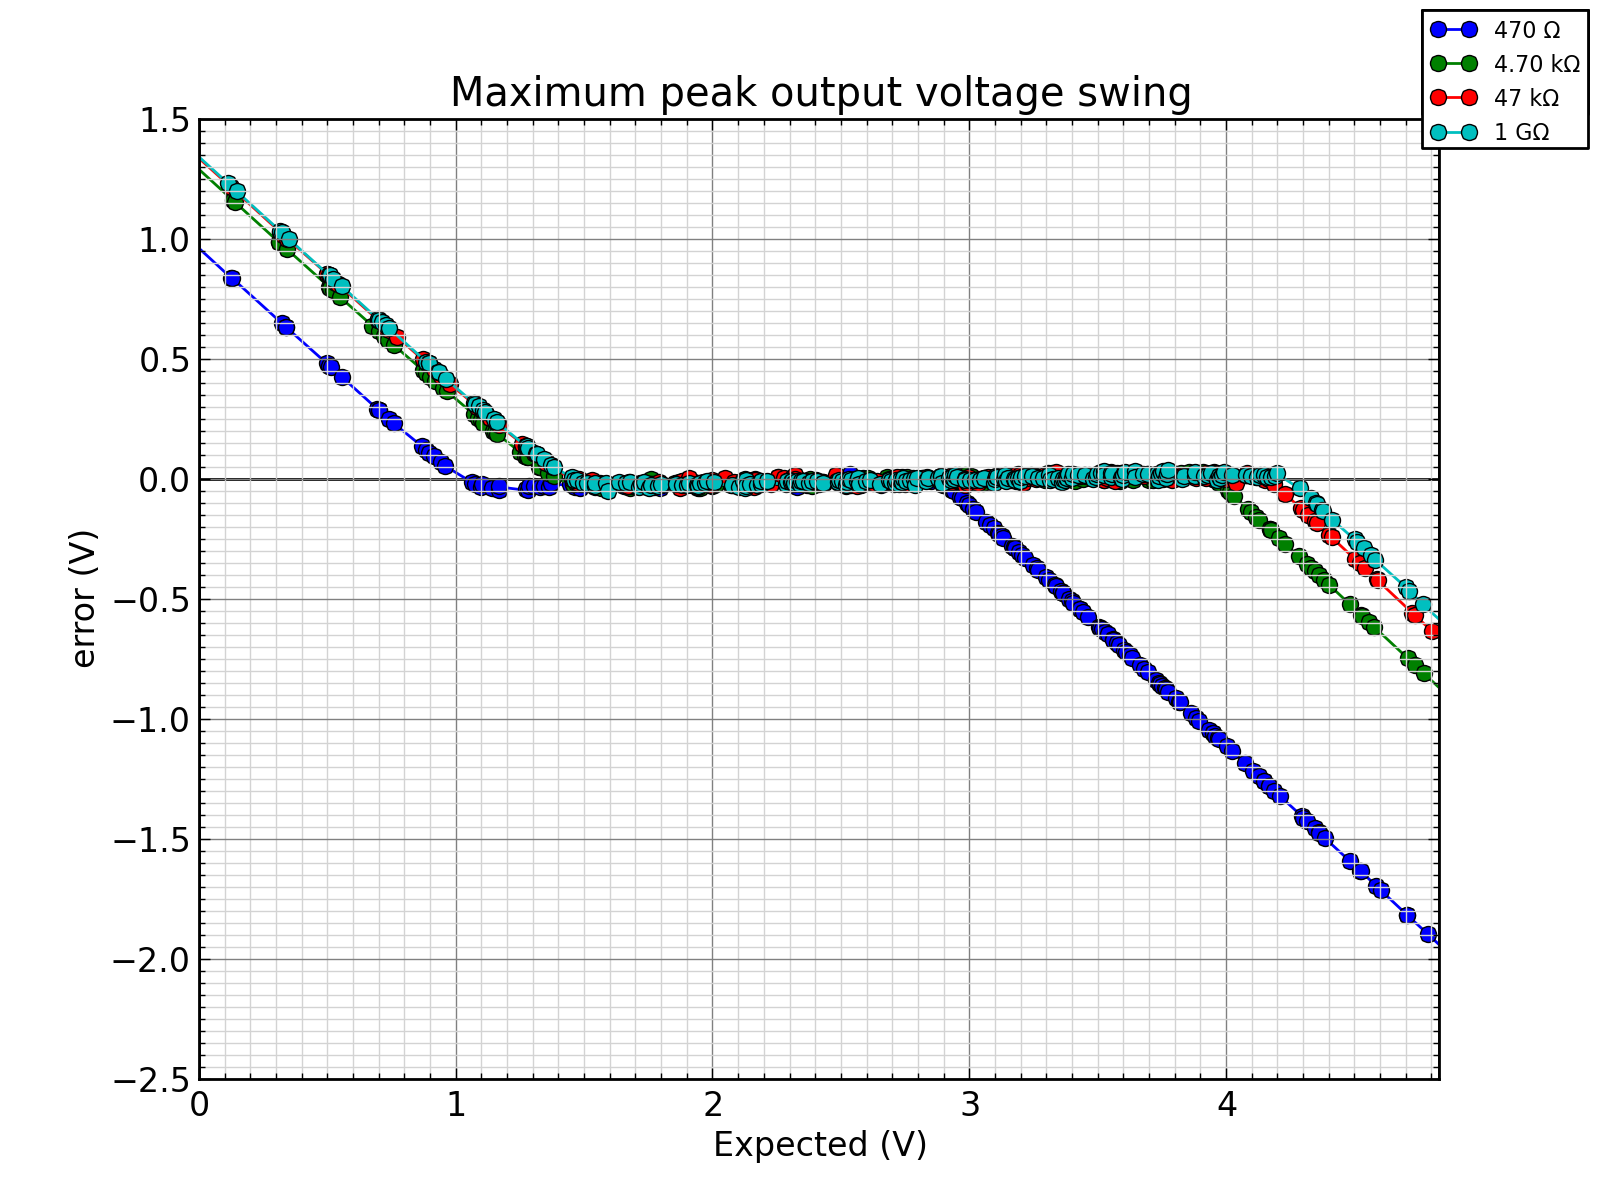 470 Ω
4.70 kΩ
47 kΩ
1 GΩ
Maximum peak output voltage swing
1.5
1.0
0.5
0.0
−0.5
−1.0
−1.5
−2.0
−2.5
error (V)
0 1 2 3 4
Expected (V)